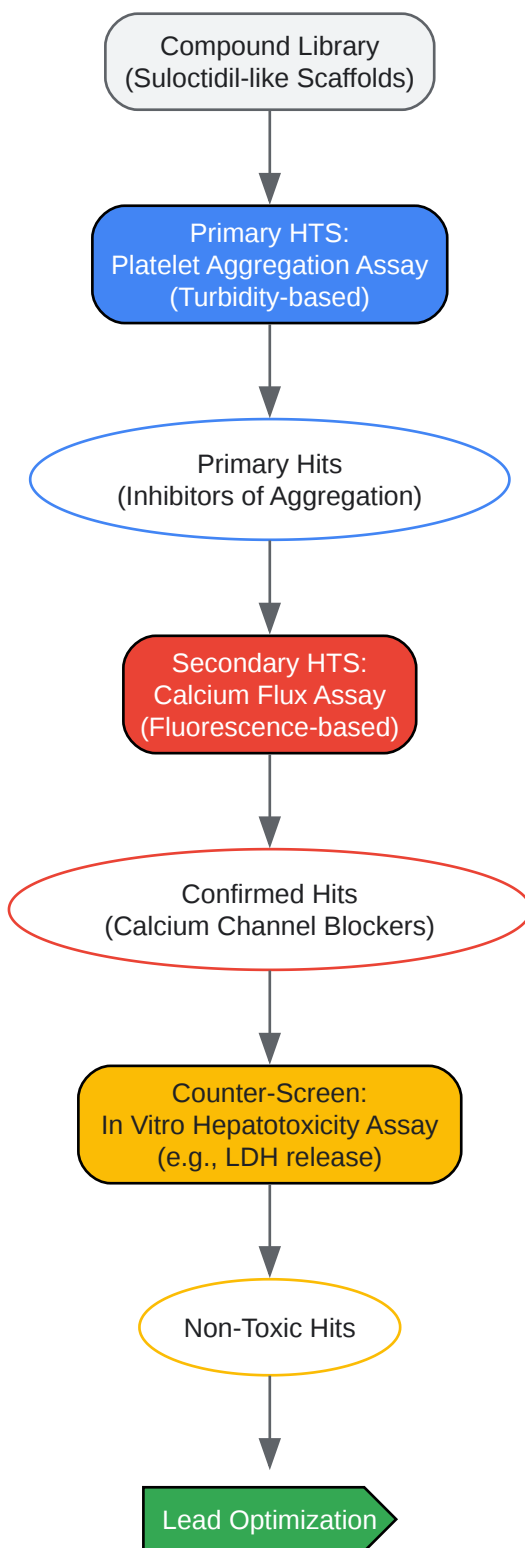 Compound Library
(Suloctidil-like Scaffolds)
Primary HTS:
Platelet Aggregation Assay
(Turbidity-based)
Primary Hits
(Inhibitors of Aggregation)
Secondary HTS:
Calcium Flux Assay
(Fluorescence-based)
Confirmed Hits
(Calcium Channel Blockers)
Counter-Screen:
In Vitro Hepatotoxicity Assay
(e.g., LDH release)
Non-Toxic Hits
Lead Optimization